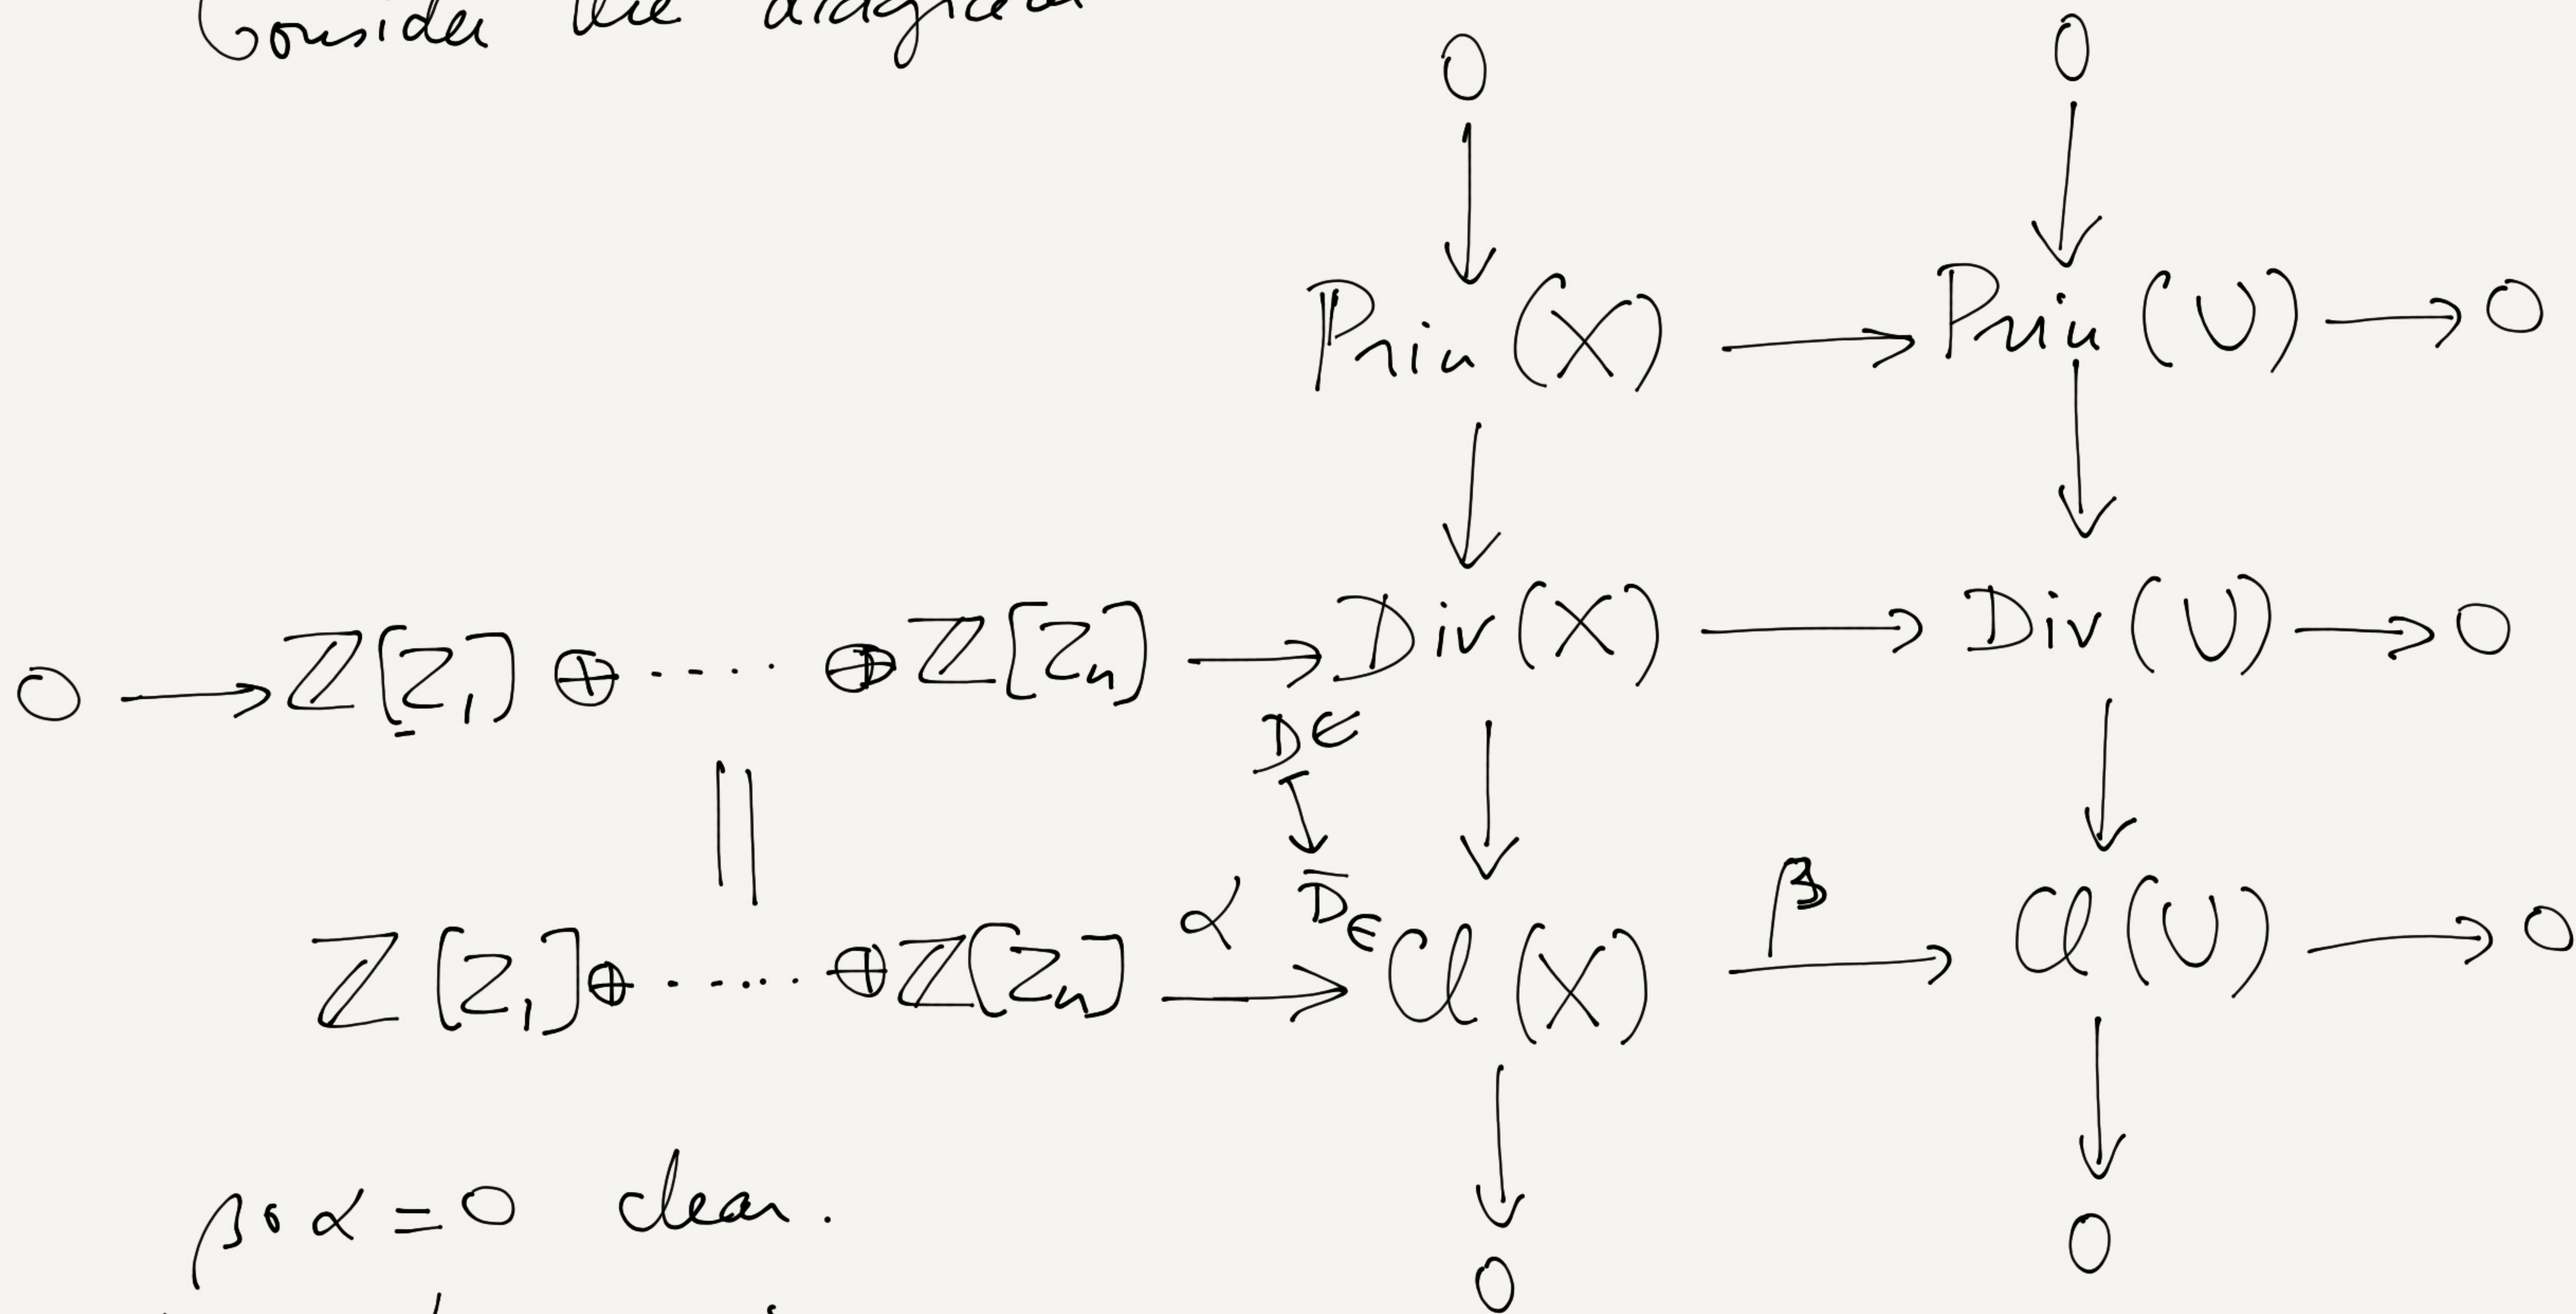 Consider the diagram
0 0
↓ ↓
Prin (X) → Prin (U) → 0
↓ ↓
0 → ℤ[Z₁] ⊕ ···· ⊕ ℤ[Zₙ] → Div(X) → Div(U) → 0
D ∈
‖ ↧ ↓ ↓
D̄ ∈
ℤ[Z₁] ⊕ ······ ⊕ ℤ[Zₙ] α→ Cl(X) β→ Cl(U) → 0
↓ ↓
0 0
β∘α = 0 clear.